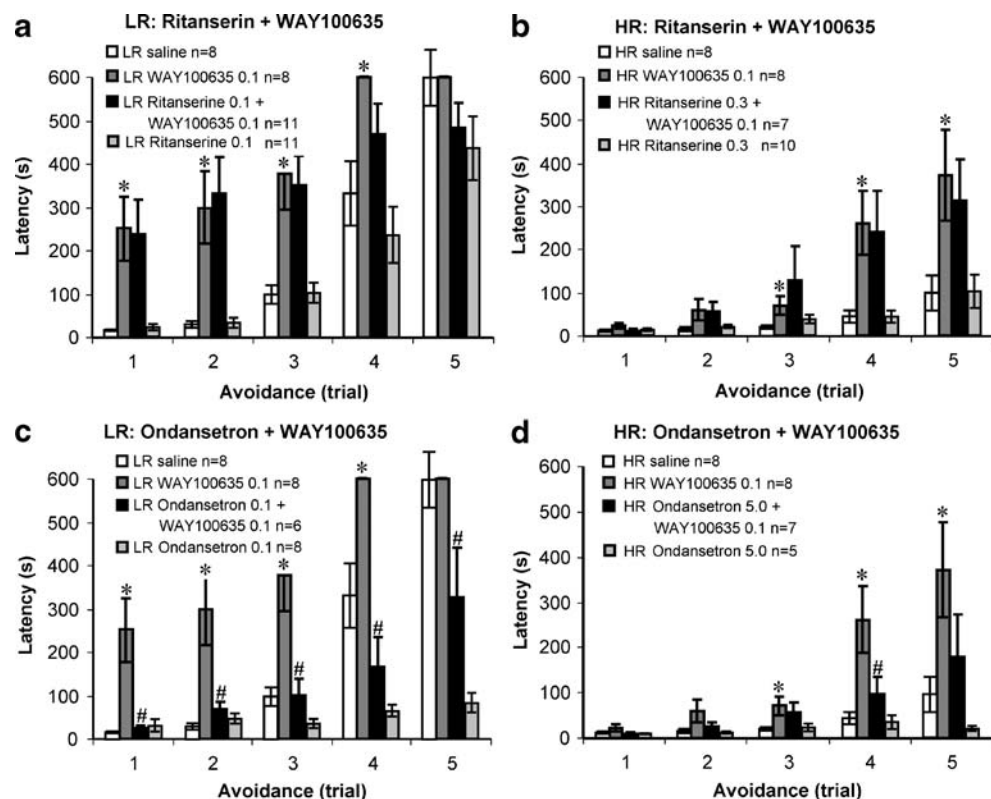 a
LR: Ritanserin + WAY100635
LR saline n=8
LR WAY100635 0.1 n=8
LR Ritanserine 0.1 +
WAY100635 0.1 n=11
LR Ritanserine 0.1 n=11
Latency (s)
600
500
400
300
200
100
0
*
*
*
*
1 2 3 4 5
Avoidance (trial)
b
HR: Ritanserin + WAY100635
HR saline n=8
HR WAY100635 0.1 n=8
HR Ritanserine 0.3 +
WAY100635 0.1 n=7
HR Ritanserine 0.3 n=10
Latency (s)
600
500
400
300
200
100
0
*
*
*
1 2 3 4 5
Avoidance (trial)
c
LR: Ondansetron + WAY100635
LR saline n=8
LR WAY100635 0.1 n=8
LR Ondansetron 0.1 +
WAY100635 0.1 n=6
LR Ondansetron 0.1 n=8
Latency (s)
600
500
400
300
200
100
0
* # * # * # * # #
1 2 3 4 5
Avoidance (trial)
d
HR: Ondansetron + WAY100635
HR saline n=8
HR WAY100635 0.1 n=8
HR Ondansetron 5.0 +
WAY100635 0.1 n=7
HR Ondansetron 5.0 n=5
Latency (s)
600
500
400
300
200
100
0
* * # *
1 2 3 4 5
Avoidance (trial)